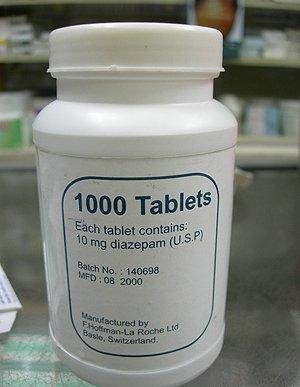 1000 Tablets
Each tablet contains:
10 mg diazepam (U.S.P)
Batch No. : 140698
MFD : 08 2000
Manufactured by
F.Hoffman-La Roche Ltd
Basle, Switzerland.